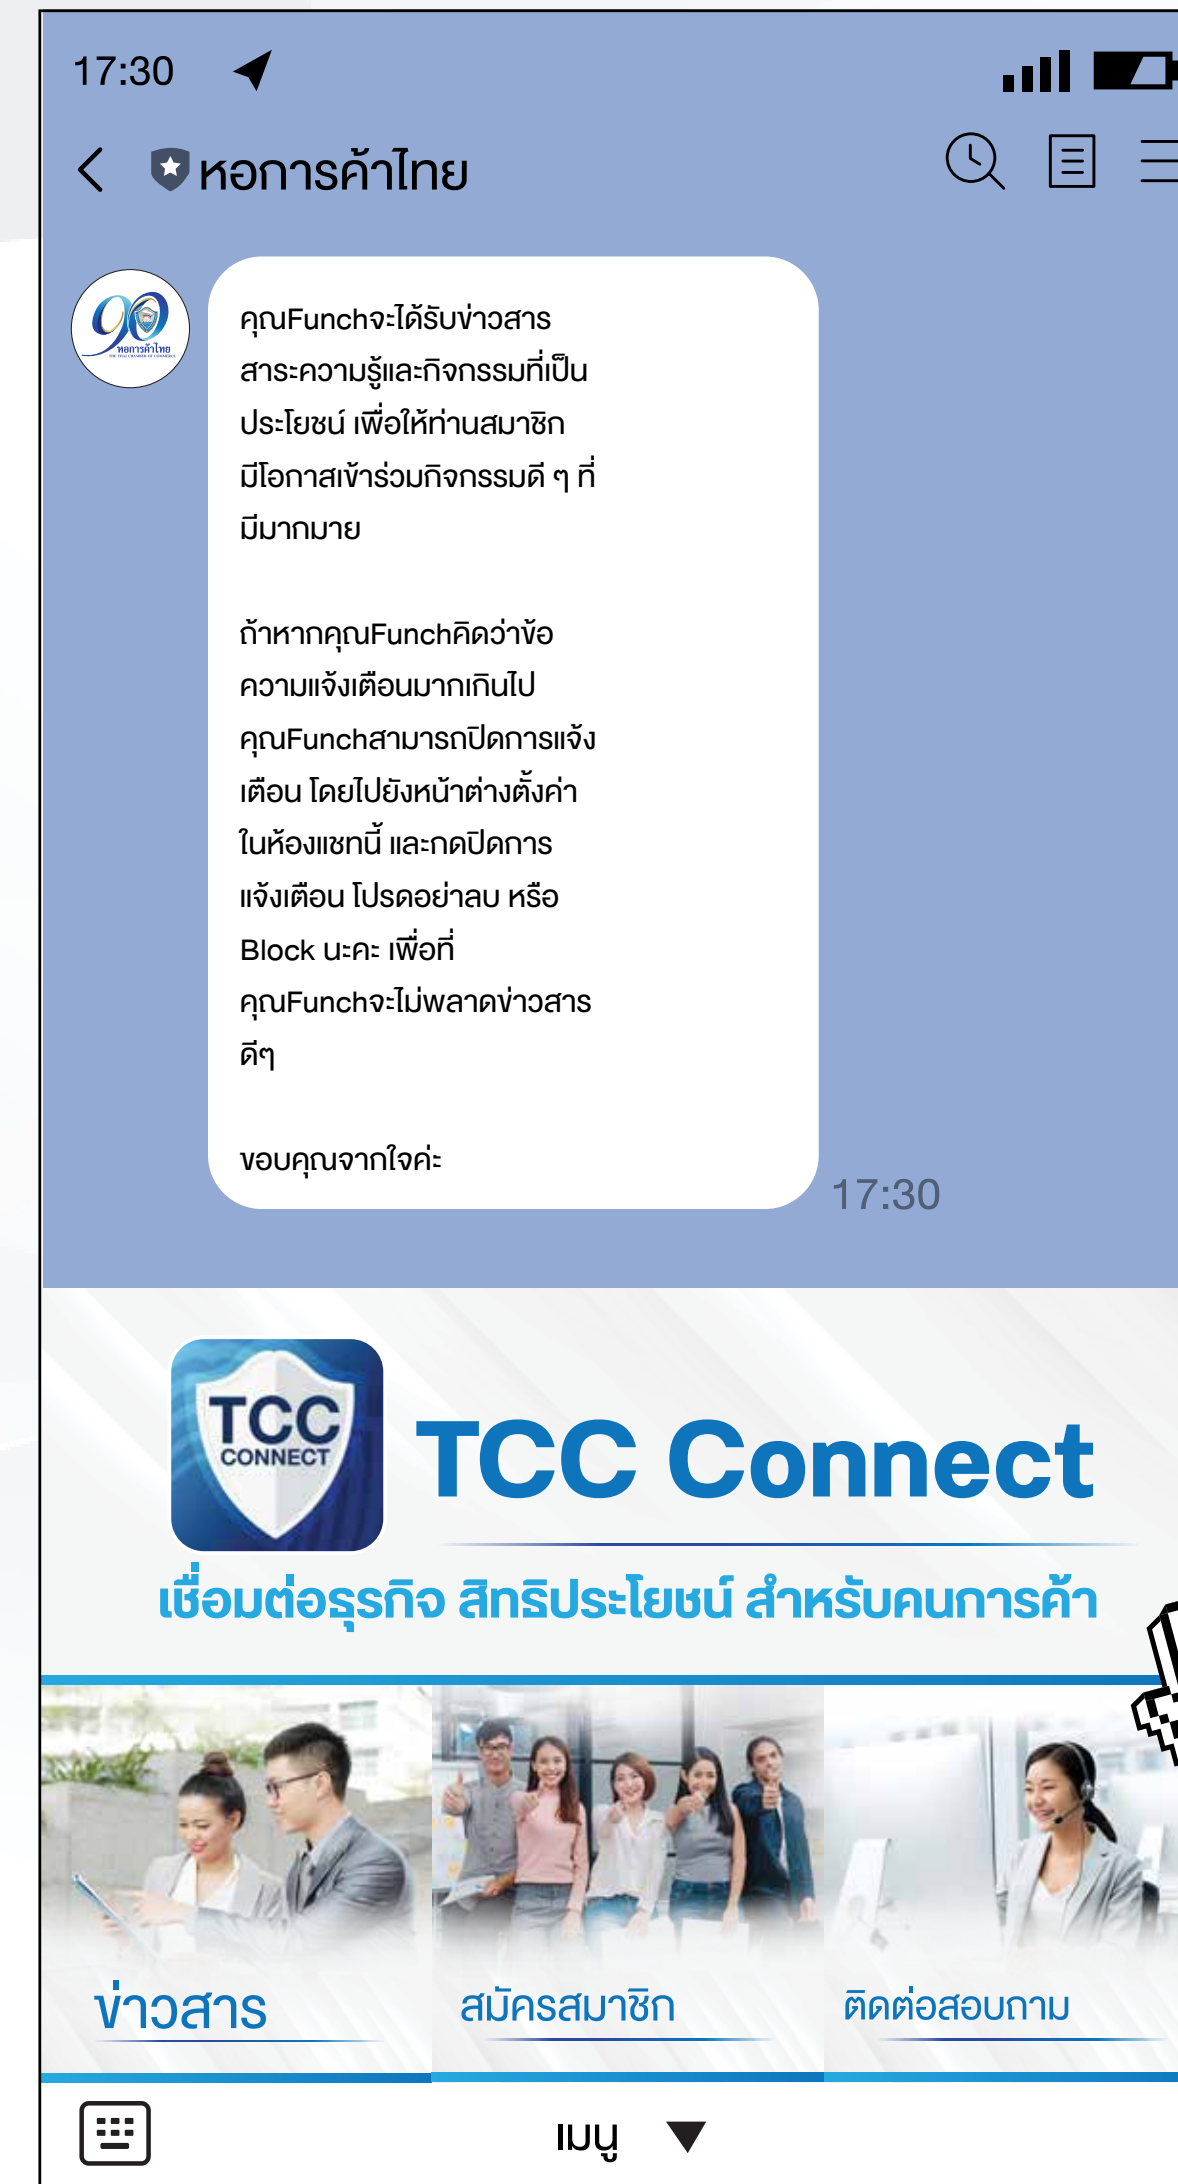 17:30
หอการค้าไทย
90
หอการค้าไทย
THE THAI CHAMBER OF COMMERCE
คุณFunchจะได้รับข่าวสาร
สาระความรู้และกิจกรรมที่เป็น
ประโยชน์ เพื่อให้ท่านสมาชิก
มีโอกาสเข้าร่วมกิจกรรมดี ๆ ที่
มีมากมาย
ถ้าหากคุณFunchคิดว่าข้อ
ความแจ้งเตือนมากเกินไป
คุณFunchสามารถปิดการแจ้ง
เตือน โดยไปยังหน้าต่างตั้งค่า
ในห้องแชทนี้ และกดปิดการ
แจ้งเตือน โปรดอย่าลบ หรือ
Block นะคะ เพื่อที่
คุณFunchจะไม่พลาดข่าวสาร
ดีๆ
ขอบคุณจากใจค่ะ
17:30
TCC
CONNECT
TCC Connect
เชื่อมต่อธุรกิจ สิทธิประโยชน์ สำหรับคนการค้า
ข่าวสาร
สมัครสมาชิก
ติดต่อสอบถาม
เมนู